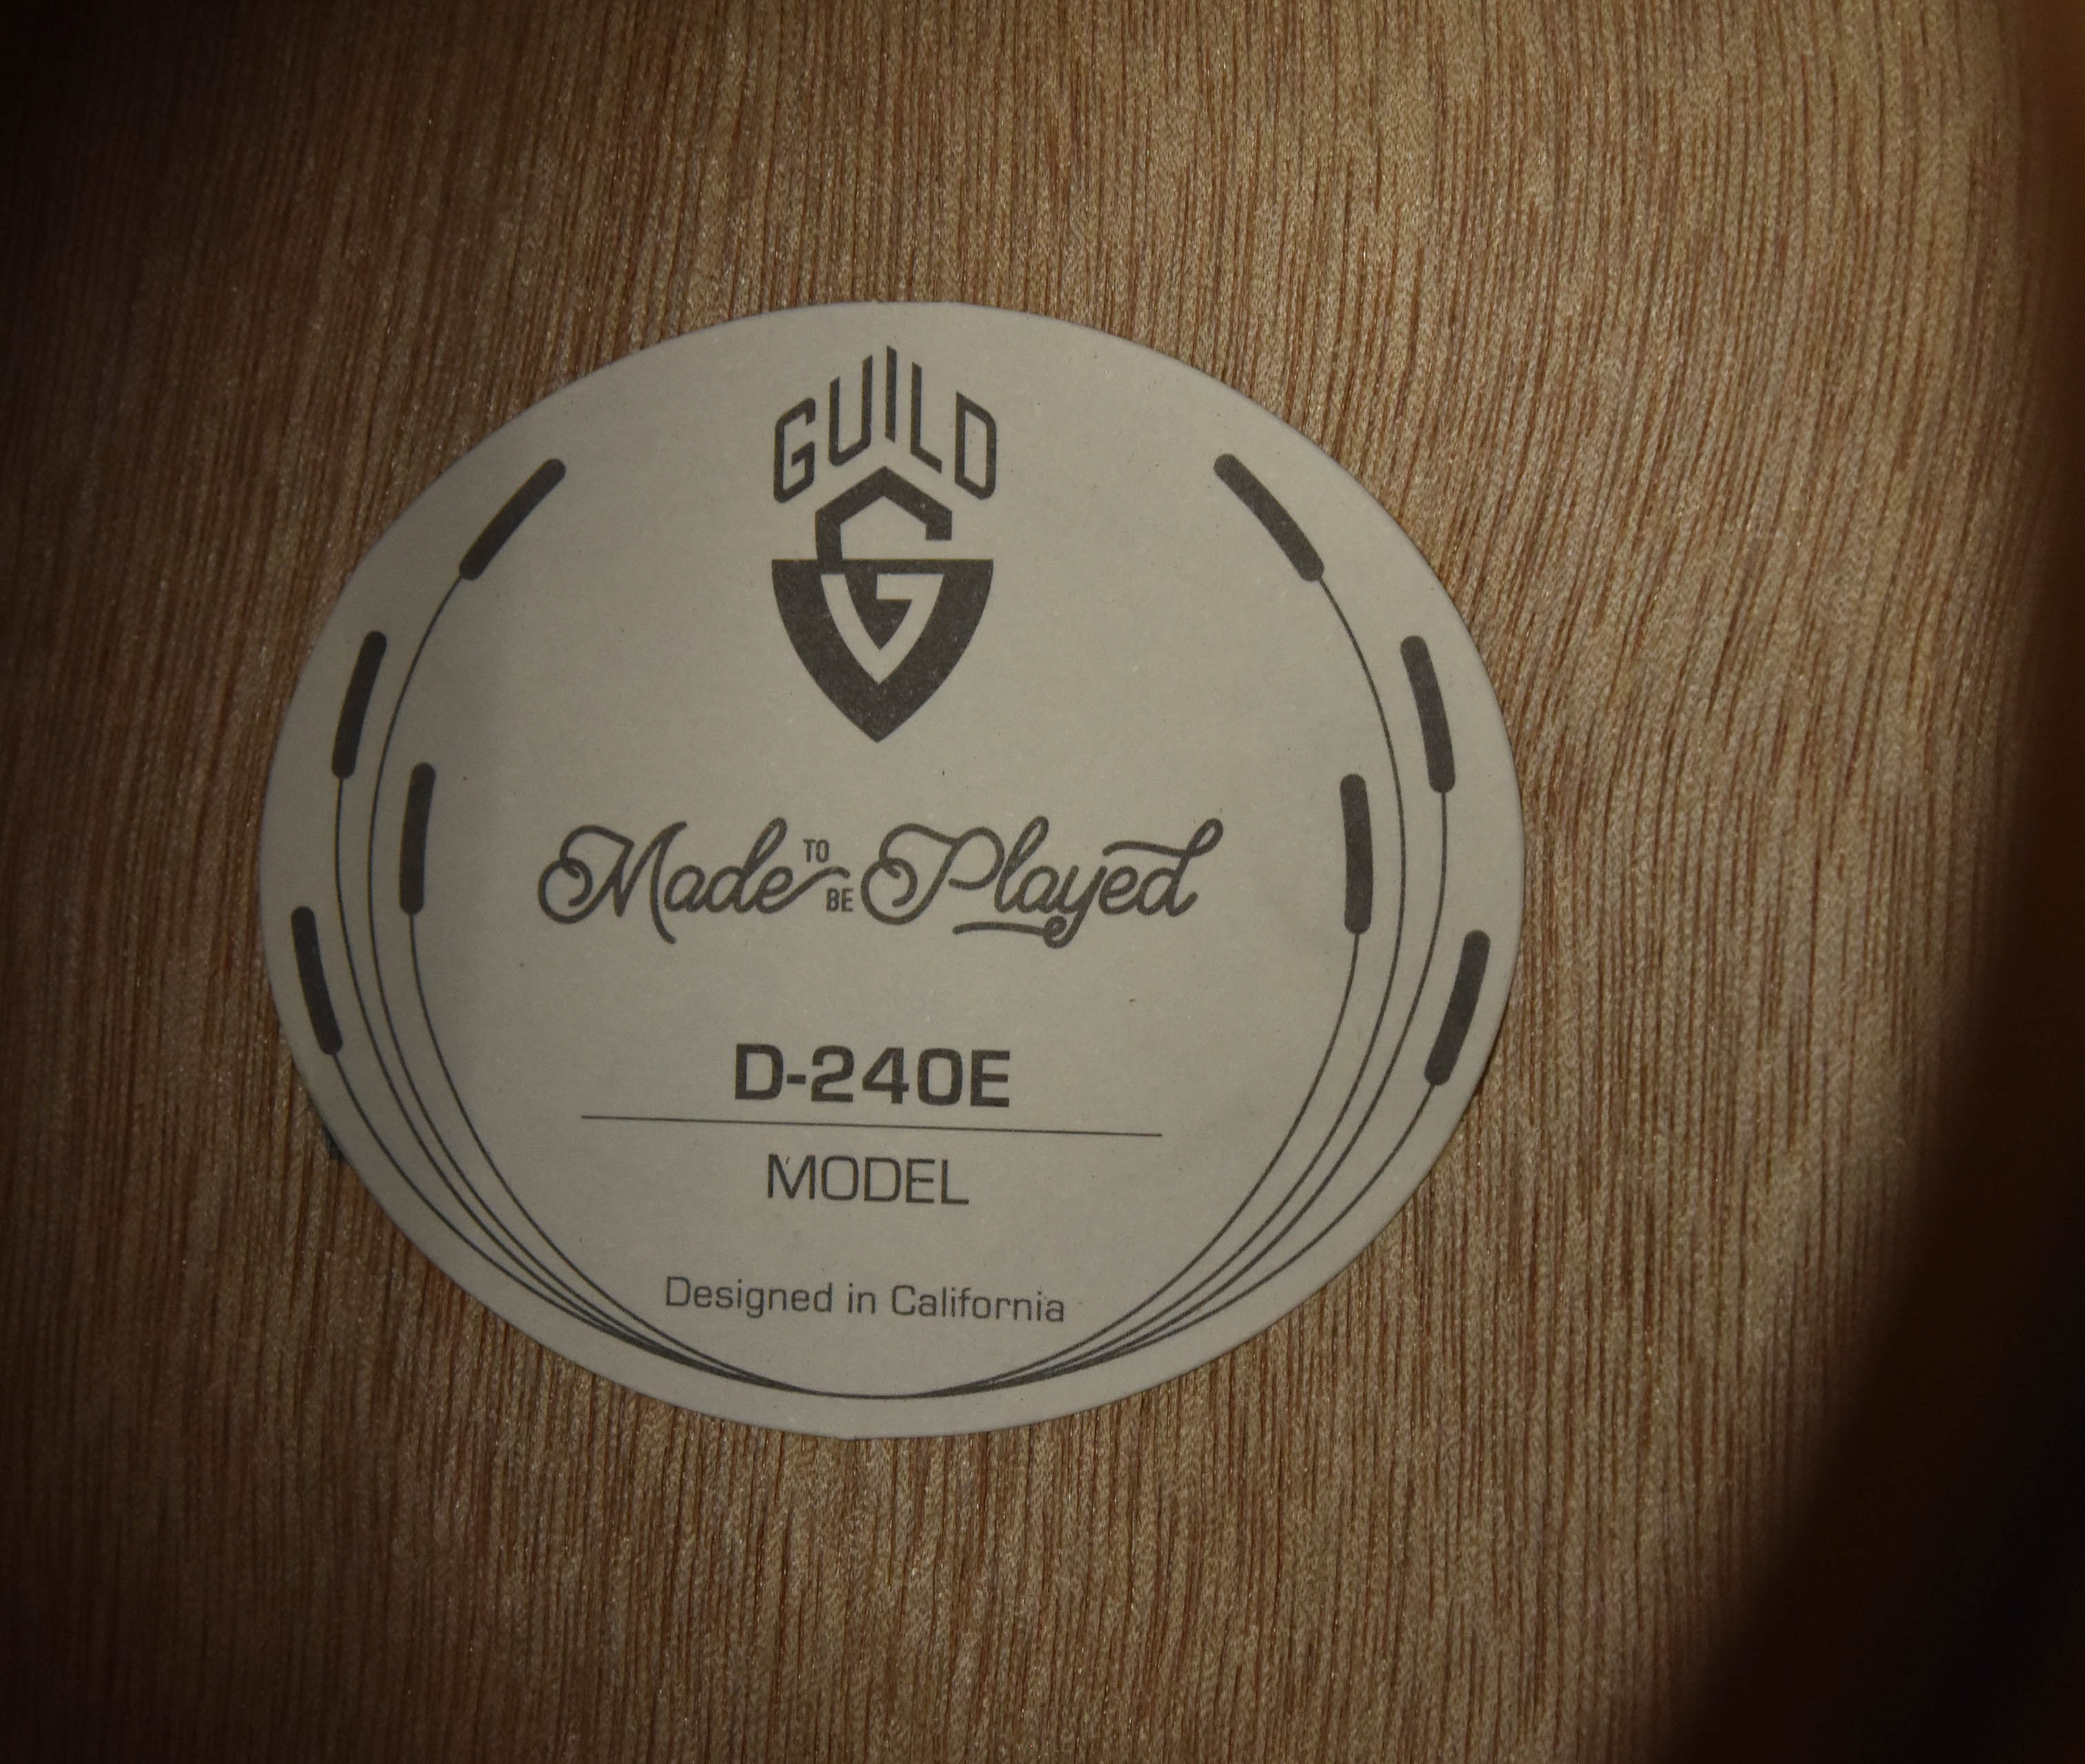 GUILD
G
Made TO BE Played
D-240E
MODEL
Designed in California